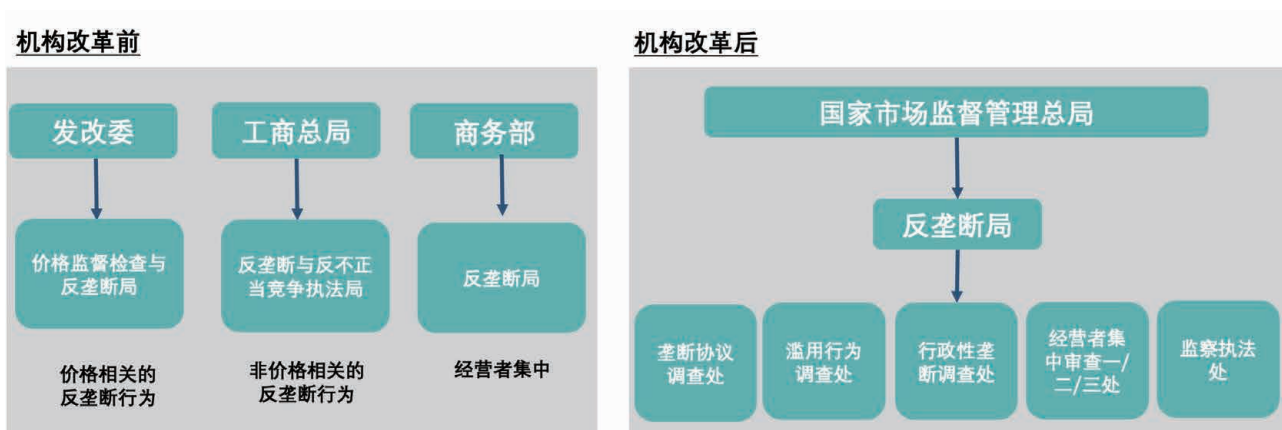 机构改革前
发改委
工商总局
商务部
价格监督检查与
反垄断局
反垄断与反不正
当竞争执法局
反垄断局
价格相关的
反垄断行为
非价格相关的
反垄断行为
经营者集中
机构改革后
国家市场监督管理总局
反垄断局
垄断协议
调查处
滥用行为
调查处
行政性垄
断调查处
经营者集
中审查一/
二/三处
监察执法
处